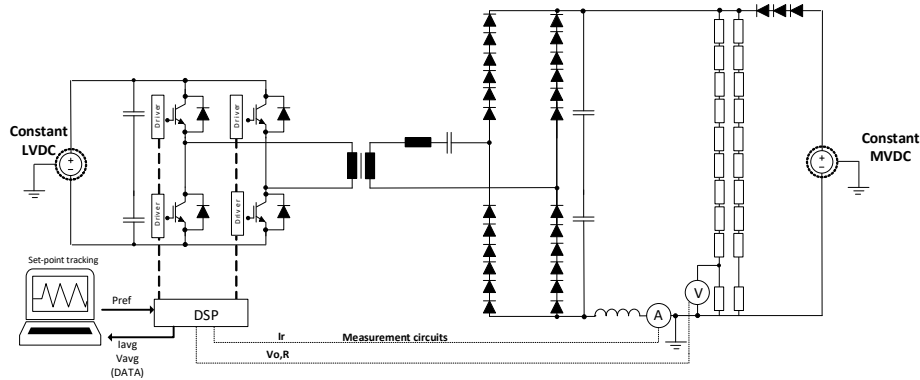 Constant
LVDC
+
−
Driver
Driver
Driver
Driver
Constant
MVDC
+
−
Set-point tracking
Pref
DSP
Iavg
Vavg
(DATA)
Ir
Measurement circuits
Vo,R
A
V